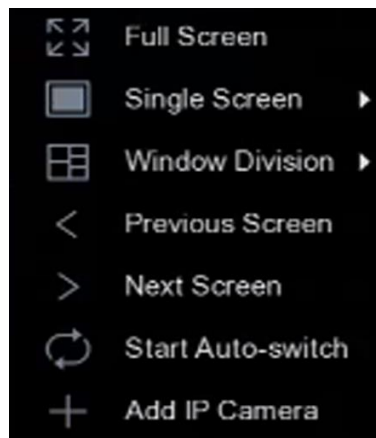 Full Screen
Single Screen
Window Division
Previous Screen
Next Screen
Start Auto-switch
Add IP Camera